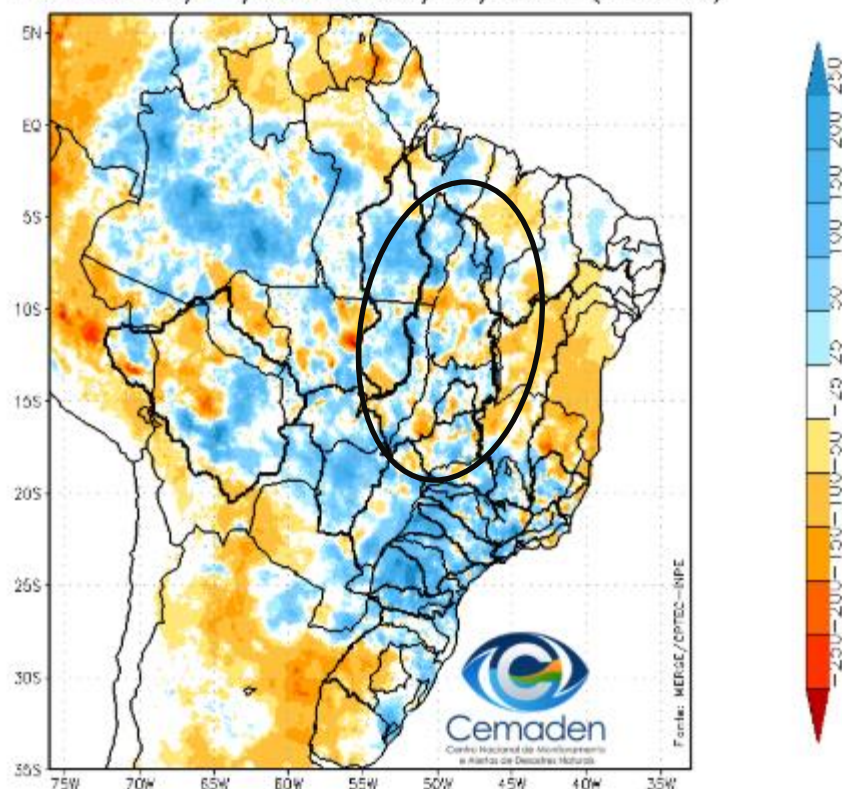 5N
EQ
5S
10S
15S
20S
25S
30S
35S
75W
70W
65W
60W
55W
50W
45W
40W
35W
Cemaden
Centro Nacional de Monitoramento
e Alertas de Desastres Naturais
Fonte: MERGE/CPTEC-INPE
250
200
150
100
50
25
-25
-50
-100
-150
-200
-250